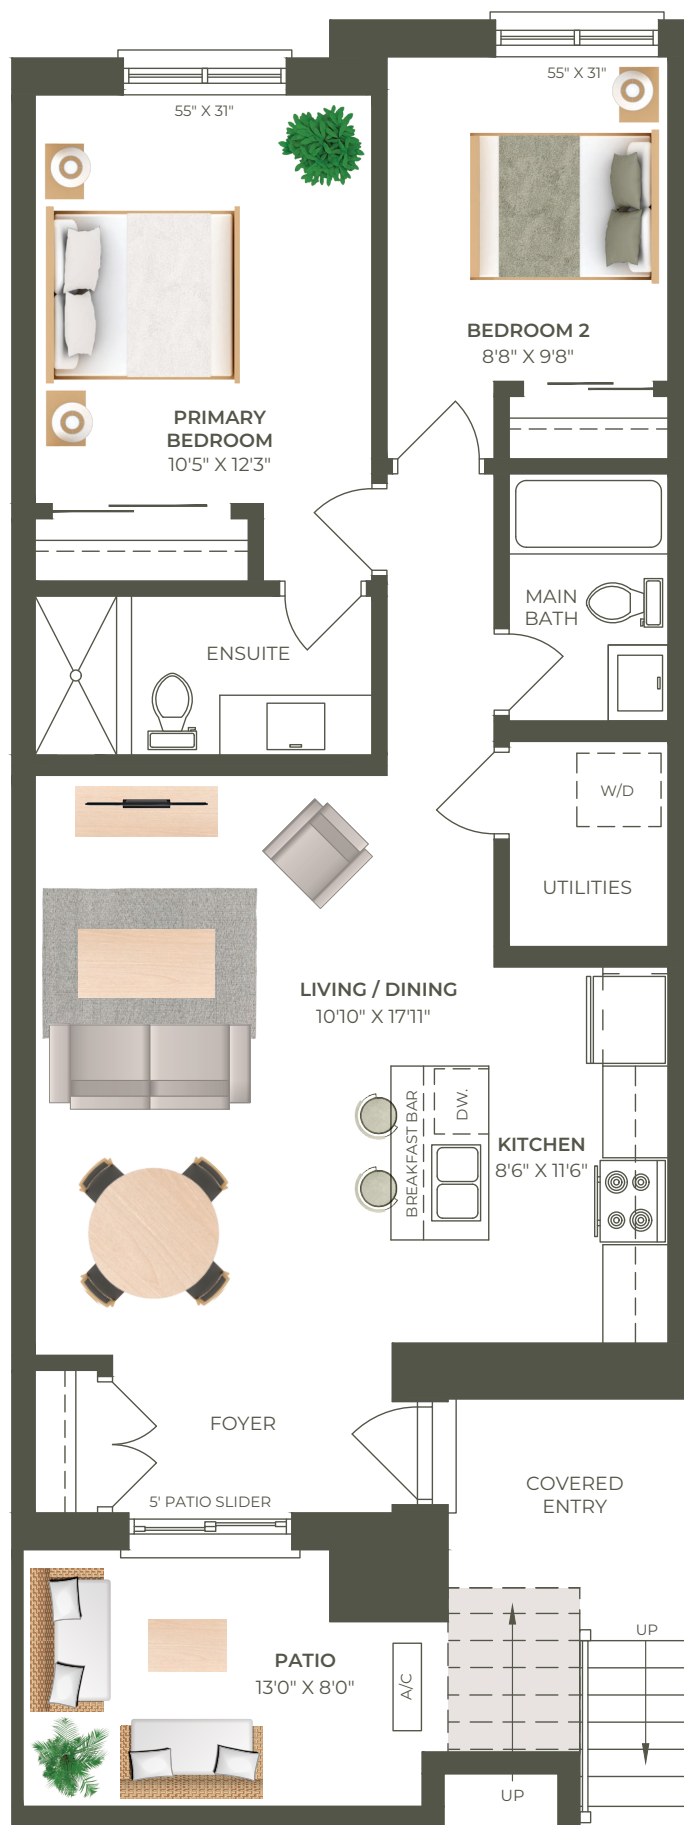 55" X 31"
55" X 31"
BEDROOM 2
8'8" X 9'8"
PRIMARY
BEDROOM
10'5" X 12'3"
MAIN
BATH
ENSUITE
W/D
UTILITIES
LIVING / DINING
10'10" X 17'11"
BREAKFAST BAR
DW.
KITCHEN
8'6" X 11'6"
FOYER
COVERED
ENTRY
5' PATIO SLIDER
PATIO
13'0" X 8'0"
A/C
UP
UP